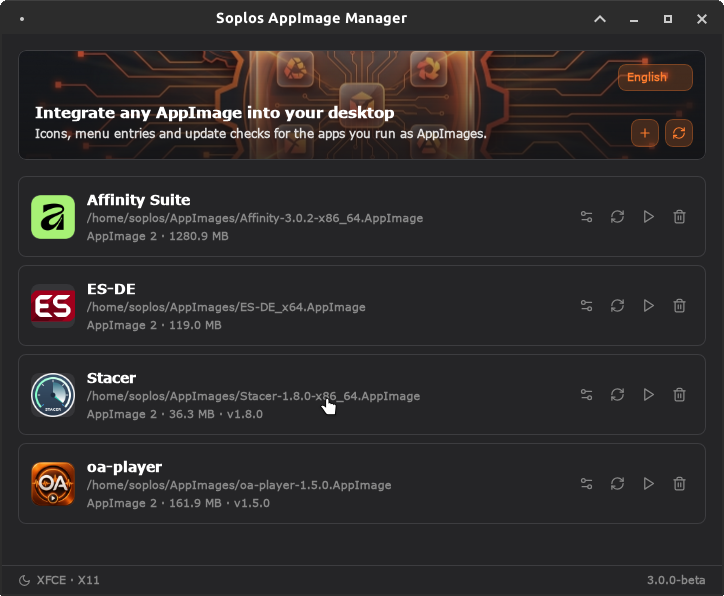 Soplos AppImage Manager
English
Integrate any AppImage into your desktop
Icons, menu entries and update checks for the apps you run as AppImages.
Affinity Suite
/home/soplos/AppImages/Affinity-3.0.2-x86_64.AppImage
AppImage 2 · 1280.9 MB
ES
ES-DE
/home/soplos/AppImages/ES-DE_x64.AppImage
AppImage 2 · 119.0 MB
STACER
Stacer
/home/soplos/AppImages/Stacer-1.8.0-x86_64.AppImage
AppImage 2 · 36.3 MB · v1.8.0
OA
oa-player
/home/soplos/AppImages/oa-player-1.5.0.AppImage
AppImage 2 · 161.9 MB · v1.5.0
XFCE · X11
3.0.0-beta